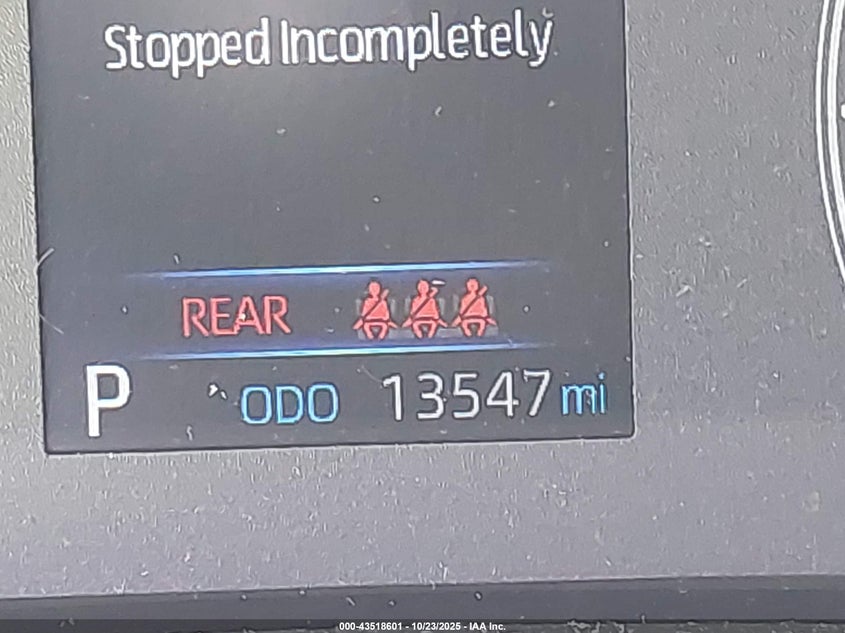 Stopped Incompletely
REAR
P ODO 13547 mi
000-43518601 - 10/23/2025 - IAA Inc.